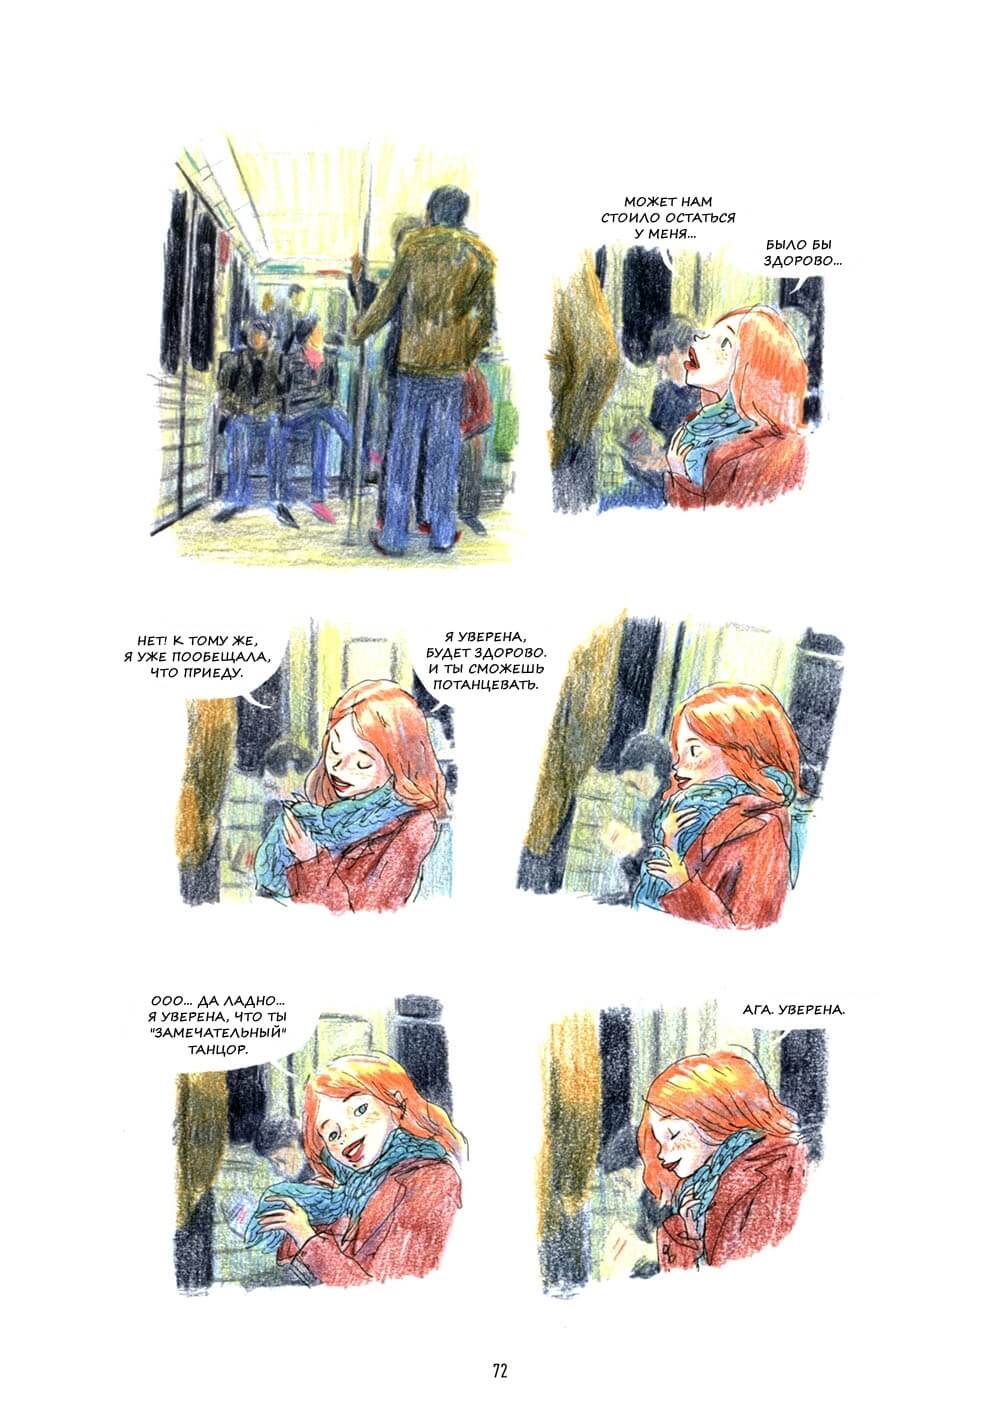 МОЖЕТ НАМ
СТОИЛО ОСТАТЬСЯ
У МЕНЯ...
БЫЛО БЫ
ЗДОРОВО...
НЕТ! К ТОМУ ЖЕ,
Я УЖЕ ПООБЕЩАЛА,
ЧТО ПРИЕДУ.
Я УВЕРЕНА,
БУДЕТ ЗДОРОВО.
И ТЫ СМОЖЕШЬ
ПОТАНЦЕВАТЬ.
ООО... ДА ЛАДНО...
Я УВЕРЕНА, ЧТО ТЫ
"ЗАМЕЧАТЕЛЬНЫЙ"
ТАНЦОР.
АГА. УВЕРЕНА.
72